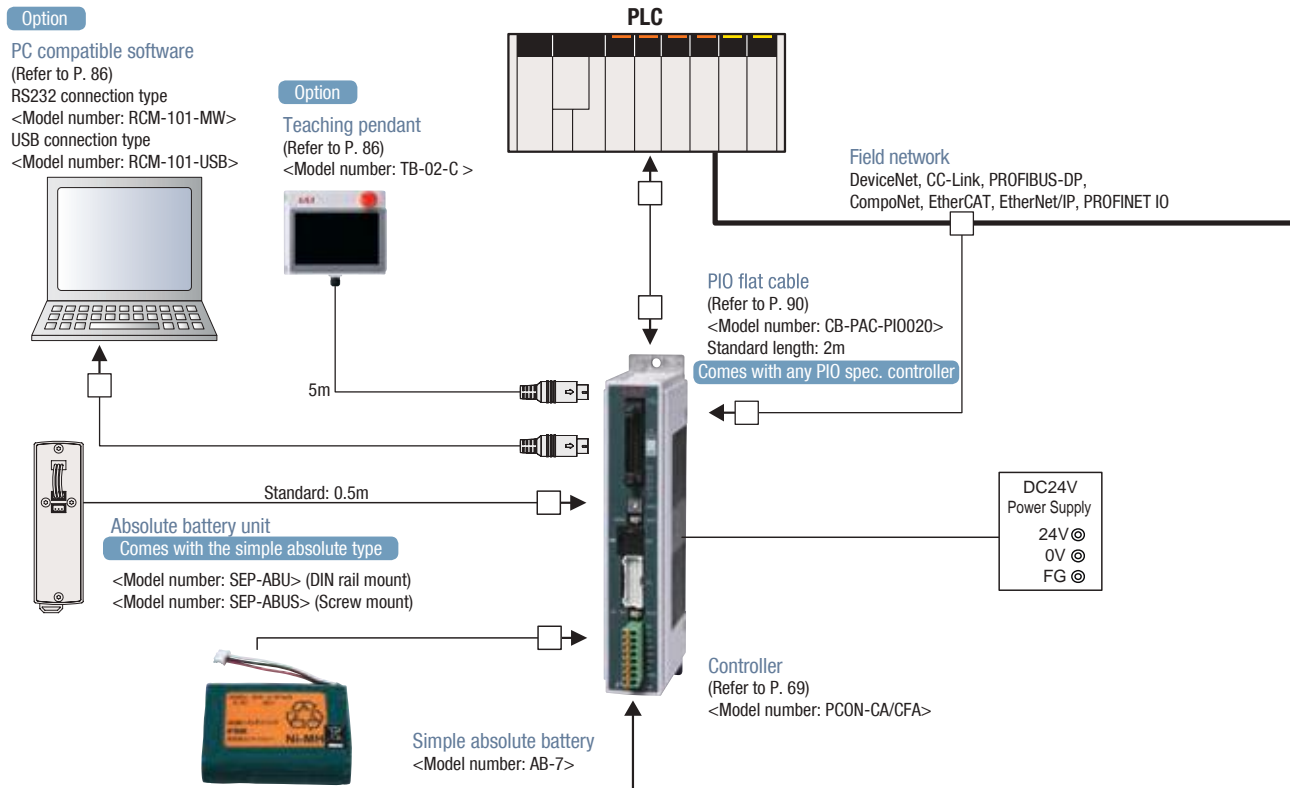 Option
PC compatible software
(Refer to P. 86)
RS232 connection type
<Model number: RCM-101-MW>
USB connection type
<Model number: RCM-101-USB>
Option
Teaching pendant
(Refer to P. 86)
<Model number: TB-02-C >
PLC
Field network
DeviceNet, CC-Link, PROFIBUS-DP,
CompoNet, EtherCAT, EtherNet/IP, PROFINET IO
PIO flat cable
(Refer to P. 90)
<Model number: CB-PAC-PIO020>
Standard length: 2m
Comes with any PIO spec. controller
5m
Standard: 0.5m
Absolute battery unit
Comes with the simple absolute type
<Model number: SEP-ABU> (DIN rail mount)
<Model number: SEP-ABUS> (Screw mount)
DC24V
Power Supply
24V
0V
FG
Controller
(Refer to P. 69)
<Model number: PCON-CA/CFA>
Ni-MH
Simple absolute battery
<Model number: AB-7>